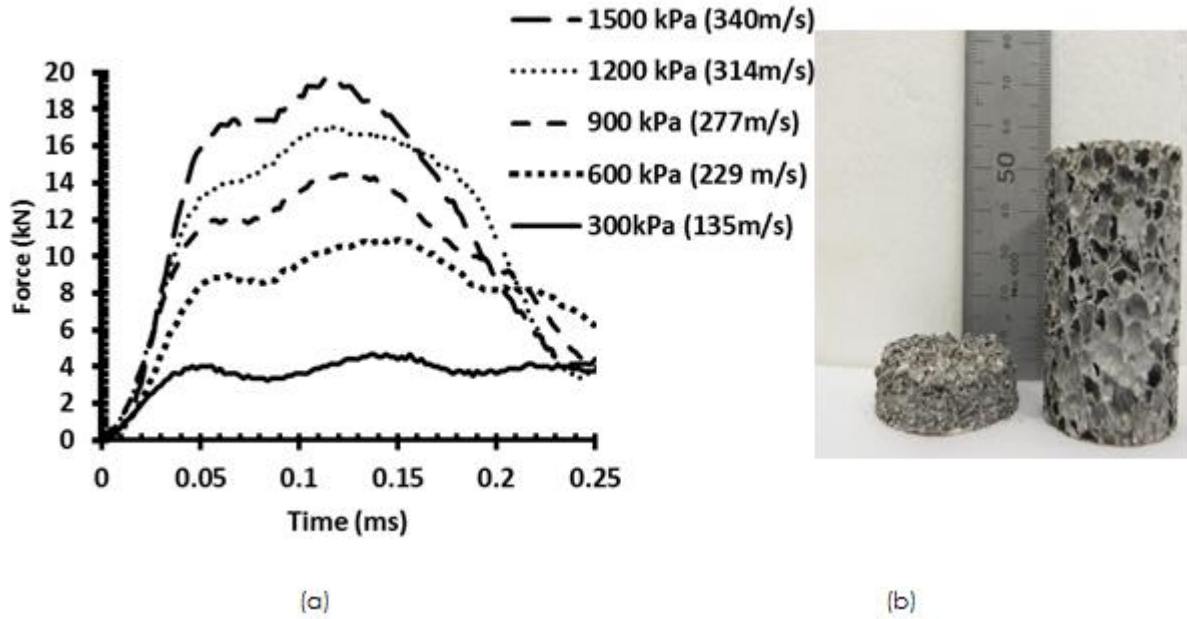 1500 kPa (340m/s)
1200 kPa (314m/s)
900 kPa (277m/s)
600 kPa (229 m/s)
300kPa (135m/s)
Force (kN)
20
18
16
14
12
10
8
6
4
2
0
0
0.05
0.1
0.15
0.2
0.25
Time (ms)
50
(a)
(b)